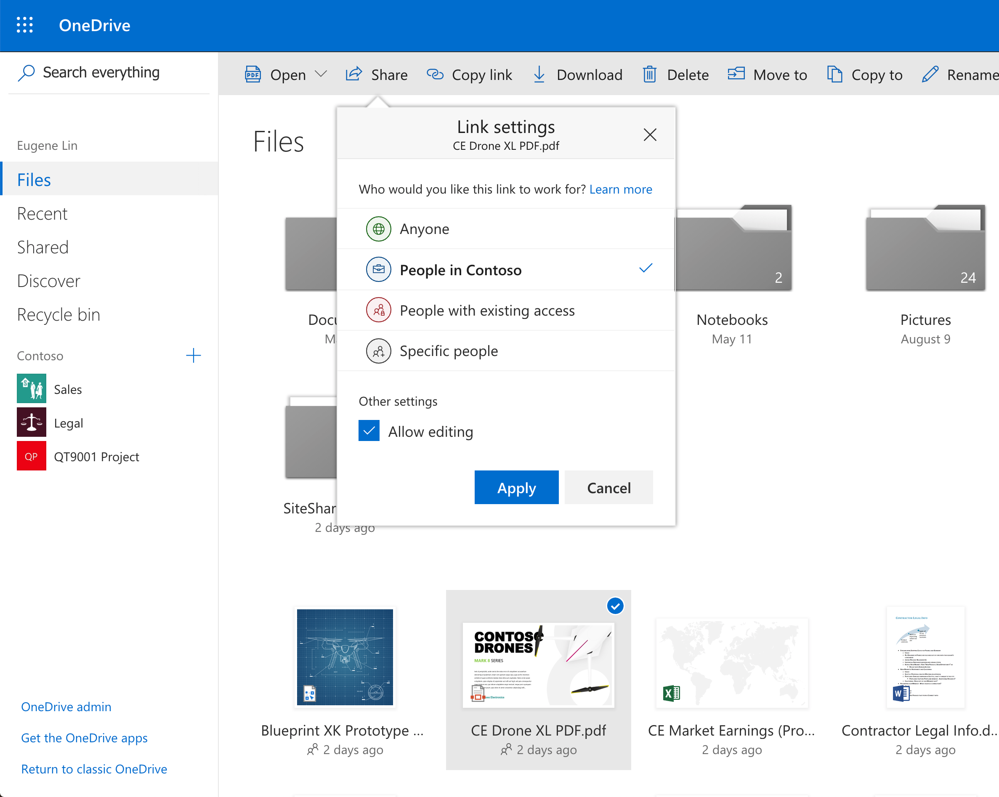 OneDrive
Search everything
Open
Share
Copy link
Download
Delete
Move to
Copy to
Rename
Eugene Lin
Files
Recent
Shared
Discover
Recycle bin
Contoso
Sales
Legal
QP
QT9001 Project
OneDrive admin
Get the OneDrive apps
Return to classic OneDrive
Files
Link settings
CE Drone XL PDF.pdf
Who would you like this link to work for? Learn more
Anyone
People in Contoso
People with existing access
Specific people
Other settings
Allow editing
Apply
Cancel
2
Notebooks
May 11
24
Pictures
August 9
2 days ago
CONTOSO
DRONES
MARK 8 SERIES
Blueprint XK Prototype ...
2 days ago
CE Drone XL PDF.pdf
2 days ago
CE Market Earnings (Pro...
2 days ago
CONTRACTOR LEGAL INFO
Contractor Legal Info.d...
2 days ago